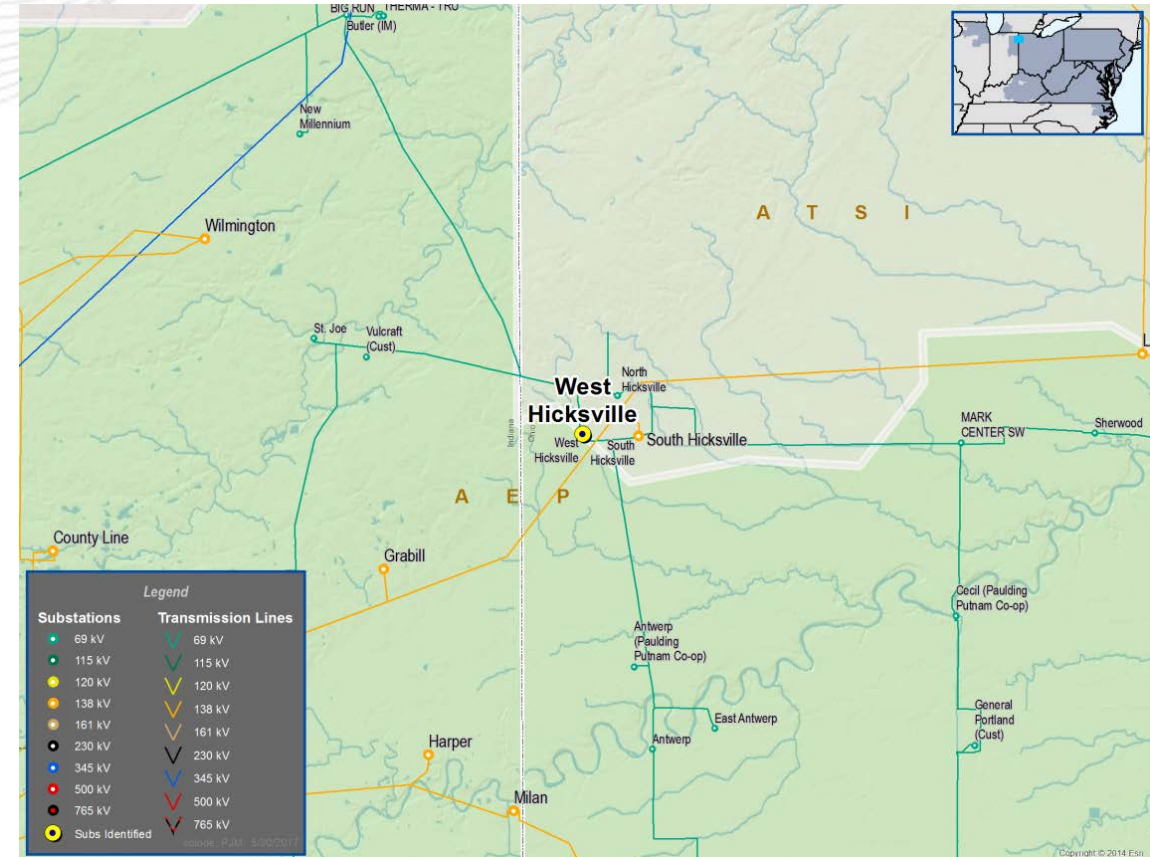 BIG RUN
THERMA - TRU
Butler (IM)
New
Millennium
Wilmington
A T S I
St. Joe
Vulcraft
(Cust)
North
Hicksville
West
Hicksville
West
Hicksville
South
Hicksville
South Hicksville
MARK
CENTER SW
Sherwood
L
Indiana
Ohio
A E P
County Line
Grabill
Cecil (Paulding
Putnam Co-op)
Antwerp
(Paulding
Putnam Co-op)
General
Portland
(Cust)
East Antwerp
Antwerp
Harper
Milan
Legend
Substations
69 kV
115 kV
120 kV
138 kV
161 kV
230 kV
345 kV
500 kV
765 kV
Subs Identified
Transmission Lines
69 kV
115 kV
120 kV
138 kV
161 kV
230 kV
345 kV
500 kV
765 kV
Copyright © 2014 Esri